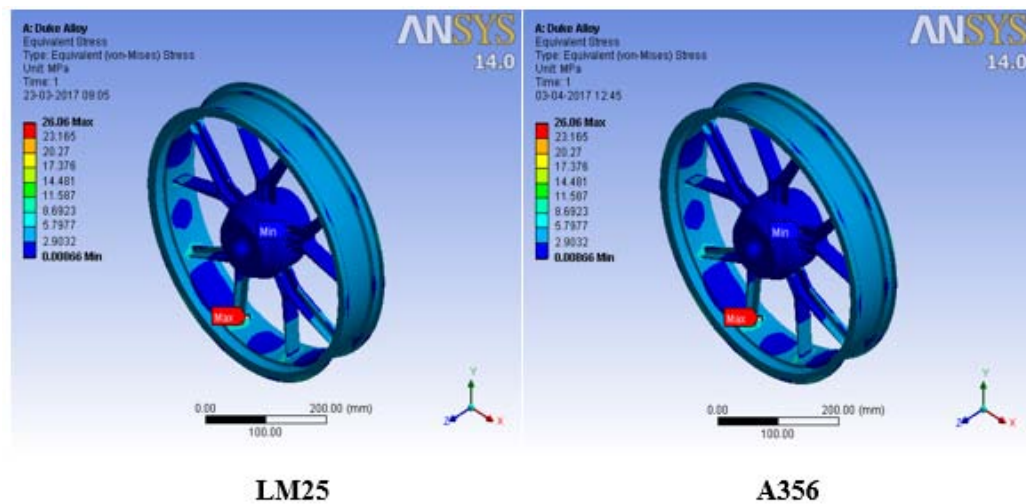 A: Duke Alloy
Equivalent Stress
Type: Equivalent (von-Mises) Stress
Unit: MPa
Time: 1
23-03-2017 09:05
ANSYS
14.0
26.06 Max
23.165
20.27
17.376
14.481
11.587
8.6923
5.7977
2.9032
0.00866 Min
Min
Max
0.00
200.00 (mm)
100.00
Y
Z
X
LM25
A: Duke Alloy
Equivalent Stress
Type: Equivalent (von-Mises) Stress
Unit: MPa
Time: 1
03-04-2017 12:45
ANSYS
14.0
26.06 Max
23.165
20.27
17.376
14.481
11.587
8.6923
5.7977
2.9032
0.00866 Min
Min
Max
0.00
200.00 (mm)
100.00
Y
Z
X
A356